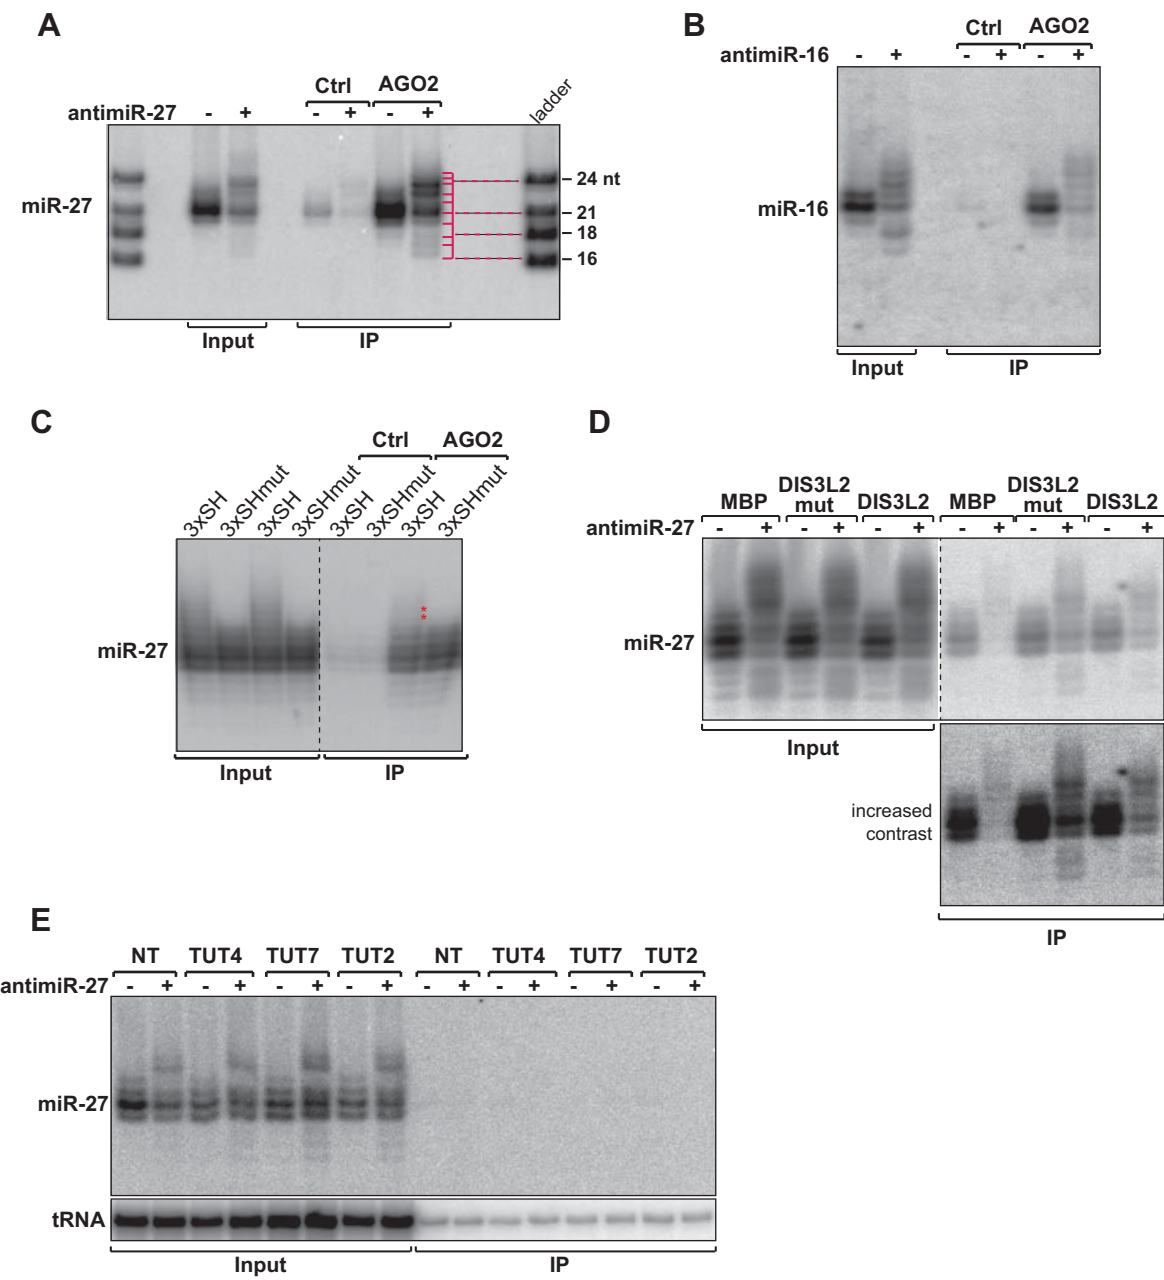 A
Ctrl AGO2
antimiR-27 - + - + - + ladder
24 nt
miR-27
21
18
16
Input IP
B
Ctrl AGO2
antimiR-16 - + - + - +
miR-16
Input IP
C
Ctrl AGO2
3xSH 3xSHmut 3xSH 3xSHmut 3xSH 3xSHmut 3xSH 3xSHmut
*
*
miR-27
Input IP
D
MBP DIS3L2 mut DIS3L2 MBP DIS3L2 mut DIS3L2
antimiR-27 - + - + - + - + - + - +
miR-27
Input
increased
contrast
IP
E
NT TUT4 TUT7 TUT2 NT TUT4 TUT7 TUT2
antimiR-27 - + - + - + - + - + - + - + - +
miR-27
tRNA
Input IP